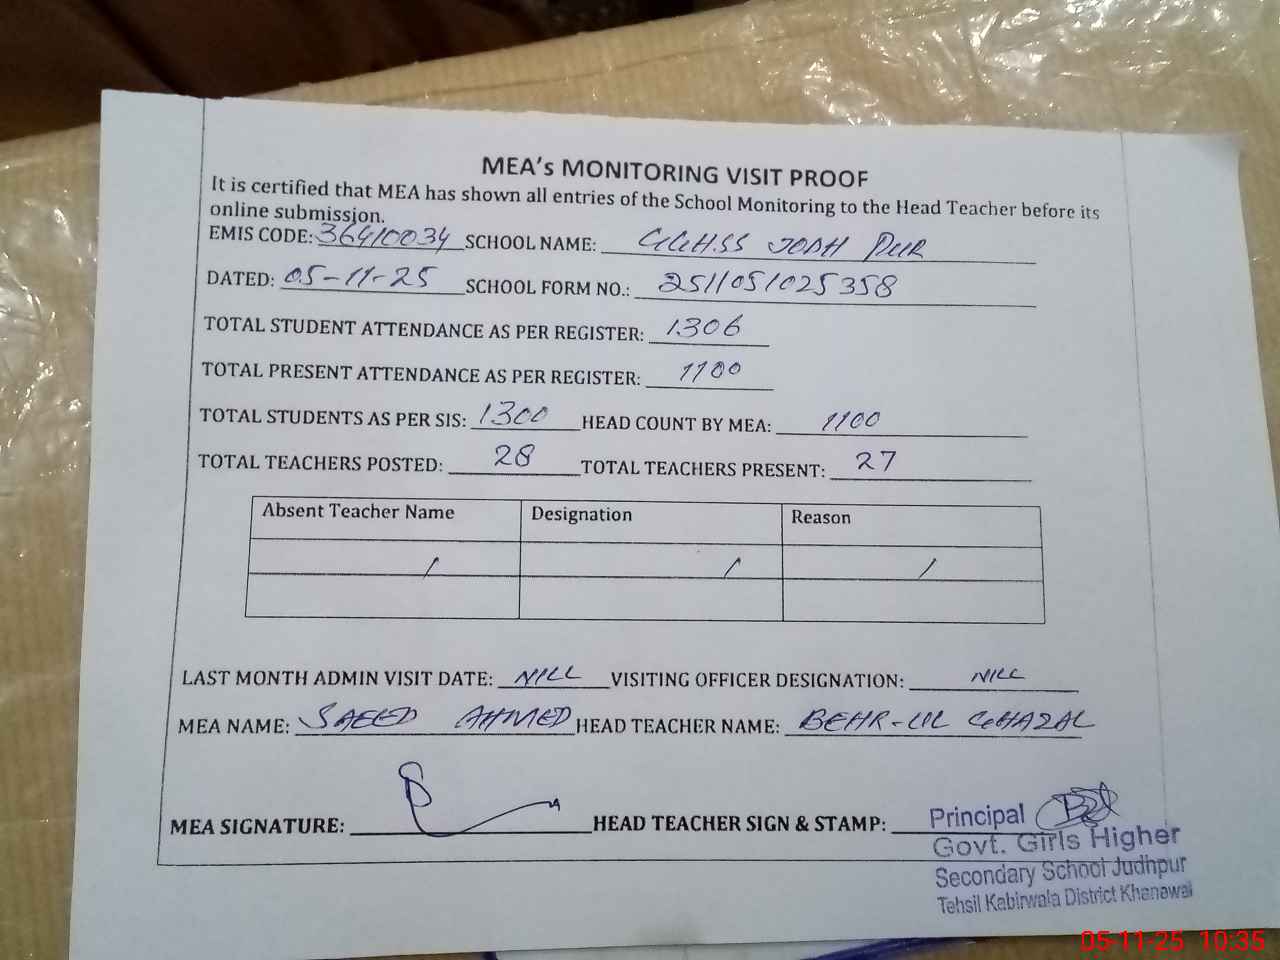 MEA's MONITORING VISIT PROOF
It is certified that MEA has shown all entries of the School Monitoring to the Head Teacher before its
online submission.
EMIS CODE: 36410034 SCHOOL NAME: GGHSS JODH PUR
DATED: 05-11-25 SCHOOL FORM NO.: 2511051025358
TOTAL STUDENT ATTENDANCE AS PER REGISTER: 1306
TOTAL PRESENT ATTENDANCE AS PER REGISTER: 1100
TOTAL STUDENTS AS PER SIS: 1300 HEAD COUNT BY MEA: 1100
TOTAL TEACHERS POSTED: 28 TOTAL TEACHERS PRESENT: 27
Absent Teacher Name Designation Reason
/ / /
LAST MONTH ADMIN VISIT DATE: NILL VISITING OFFICER DESIGNATION: NILL
MEA NAME: SAEED AHMED HEAD TEACHER NAME: BEHR-UL GHAZAL
MEA SIGNATURE: HEAD TEACHER SIGN & STAMP:
Principal
Govt. Girls Higher
Secondary School Judhpur
Tehsil Kabirwala District Khanewal
05-11-25 10:35